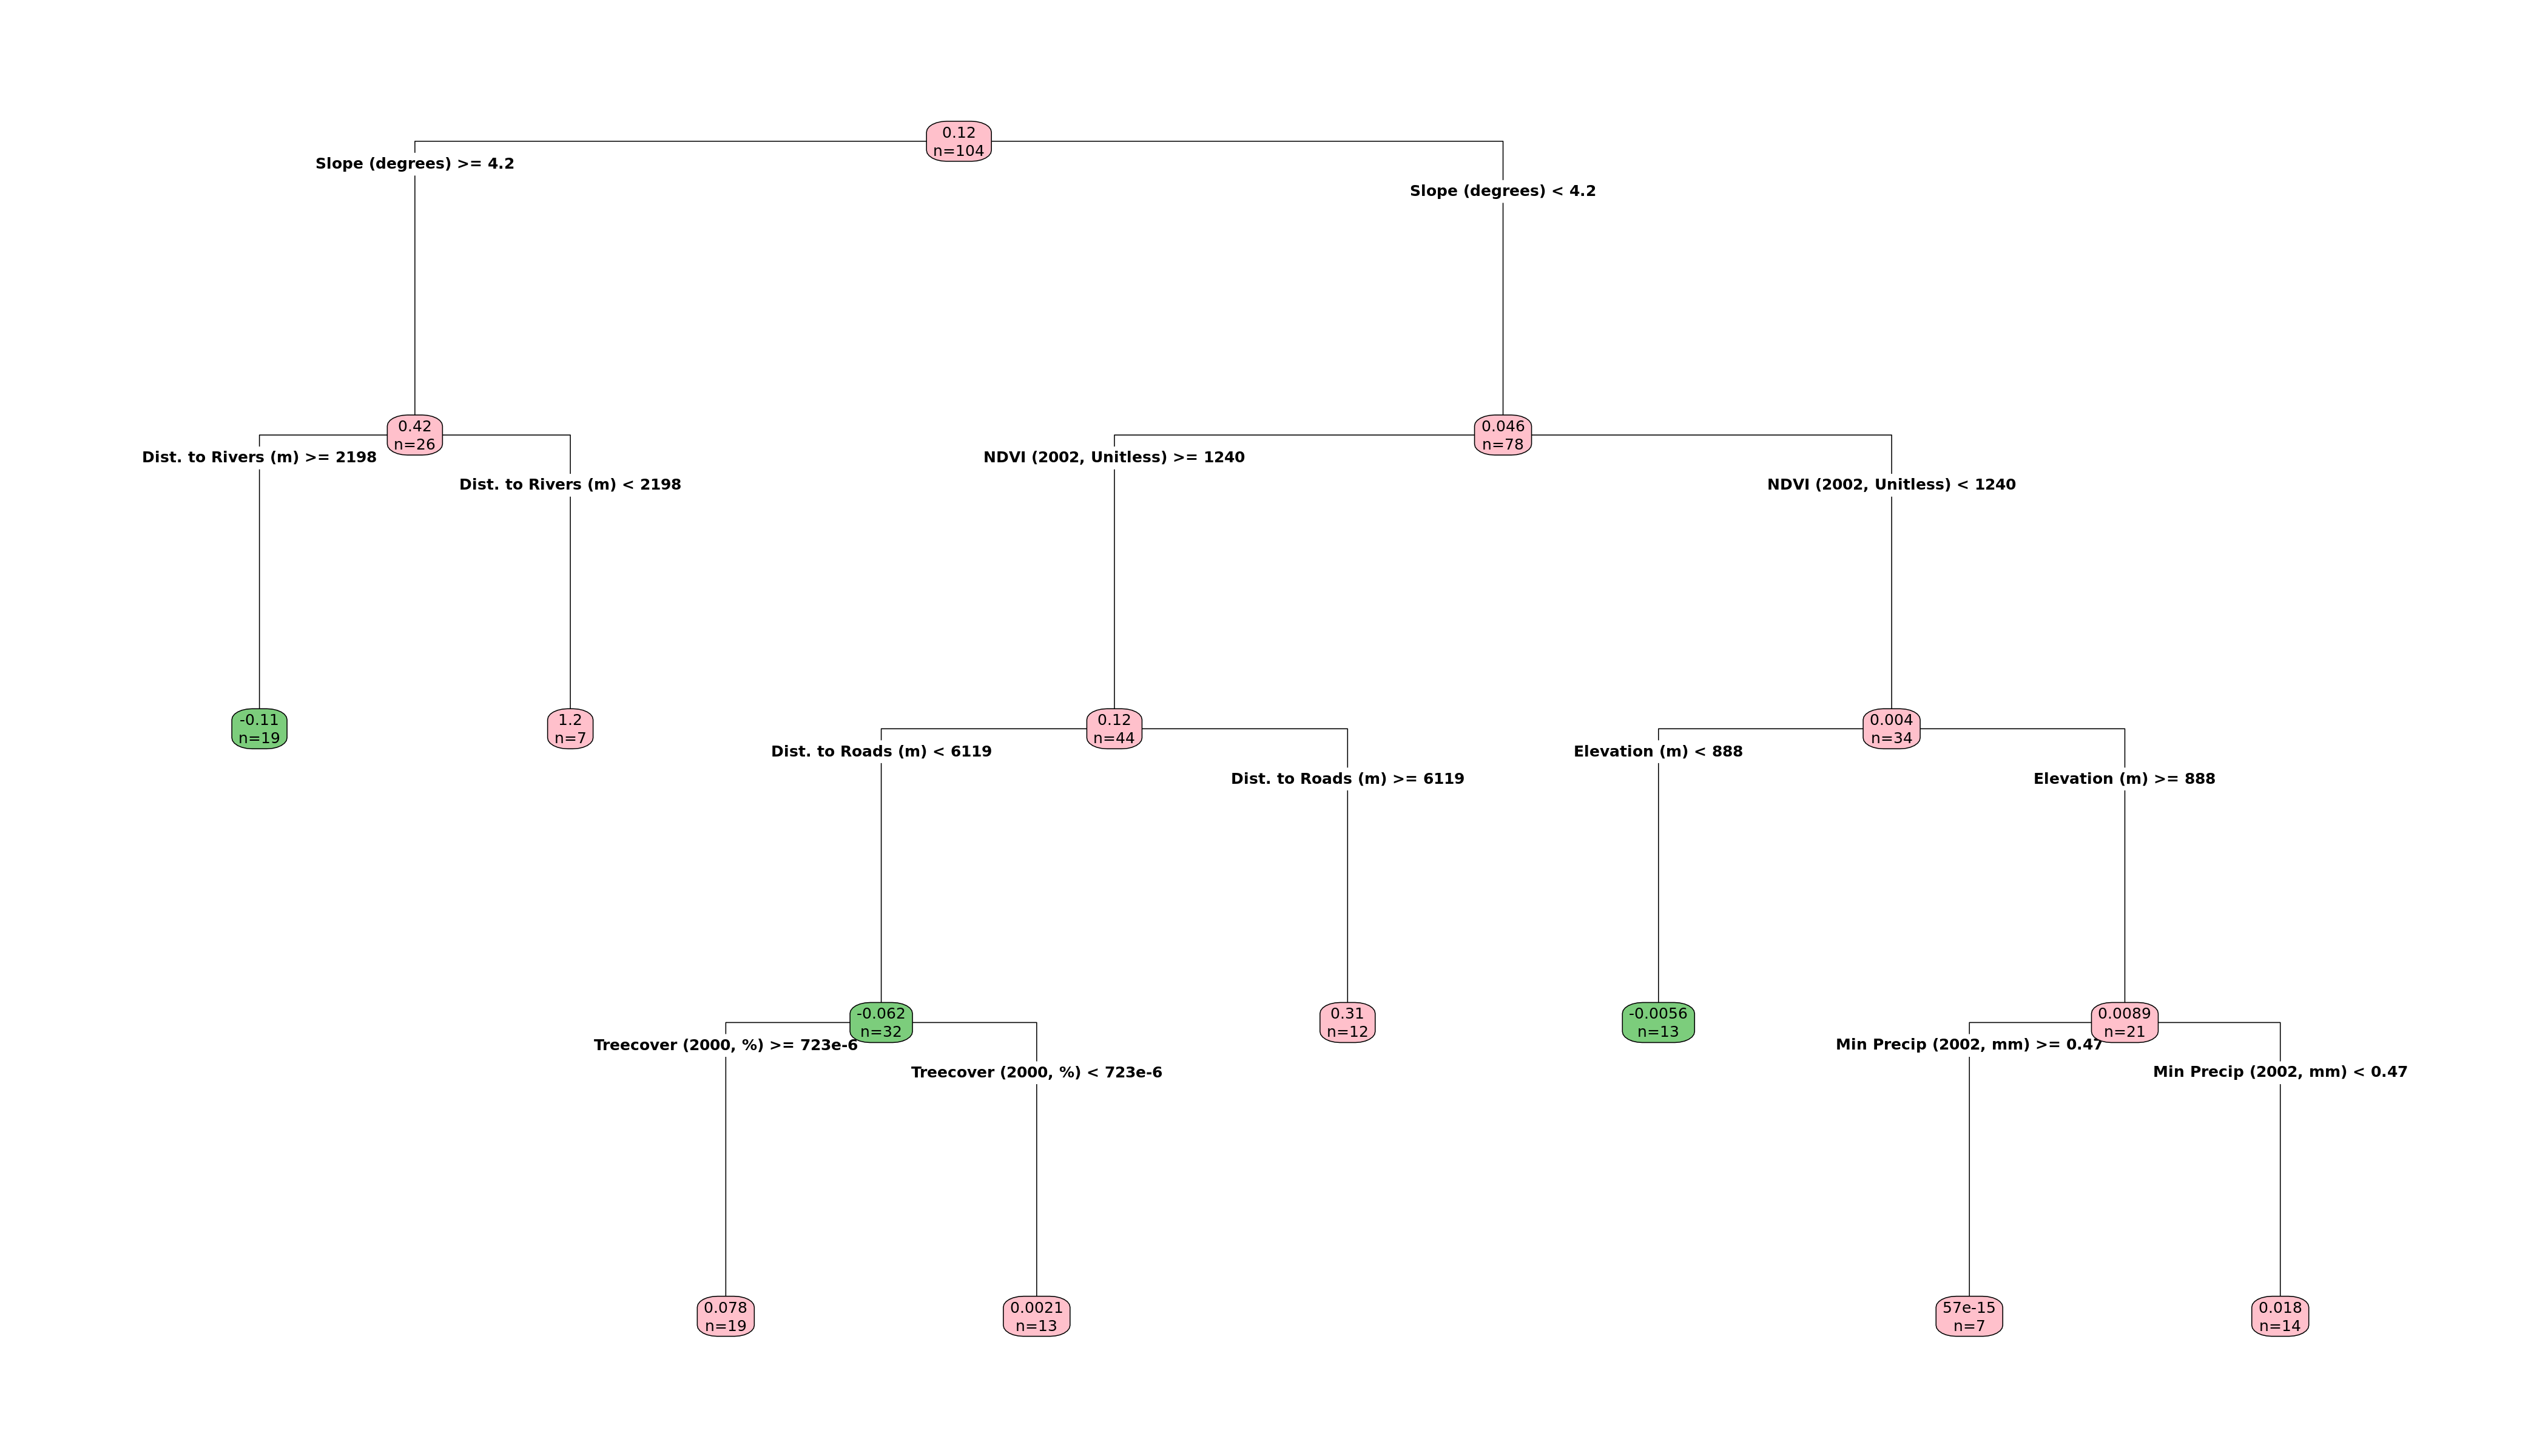 0.12
n=104
Slope (degrees) >= 4.2
Slope (degrees) < 4.2
0.42
n=26
0.046
n=78
Dist. to Rivers (m) >= 2198
Dist. to Rivers (m) < 2198
NDVI (2002, Unitless) >= 1240
NDVI (2002, Unitless) < 1240
-0.11
n=19
1.2
n=7
0.12
n=44
0.004
n=34
Dist. to Roads (m) < 6119
Dist. to Roads (m) >= 6119
Elevation (m) < 888
Elevation (m) >= 888
-0.062
n=32
0.31
n=12
-0.0056
n=13
0.0089
n=21
Treecover (2000, %) >= 723e-6
Treecover (2000, %) < 723e-6
Min Precip (2002, mm) >= 0.47
Min Precip (2002, mm) < 0.47
0.078
n=19
0.0021
n=13
57e-15
n=7
0.018
n=14